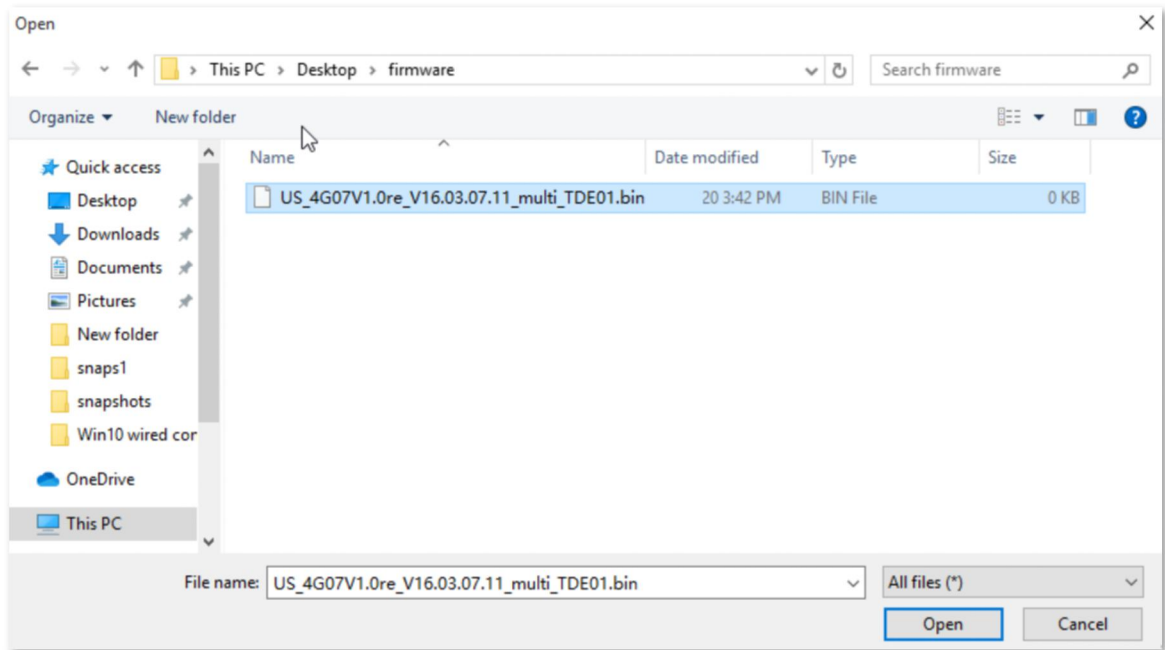 Open
This PC > Desktop > firmware
Search firmware
Organize
New folder
Name
Date modified
Type
Size
US_4G07V1.0re_V16.03.07.11_multi_TDE01.bin
20 3:42 PM
BIN File
0 KB
Quick access
Desktop
Downloads
Documents
Pictures
New folder
snaps1
snapshots
Win10 wired cor
OneDrive
This PC
File name:
US_4G07V1.0re_V16.03.07.11_multi_TDE01.bin
All files (*)
Open
Cancel